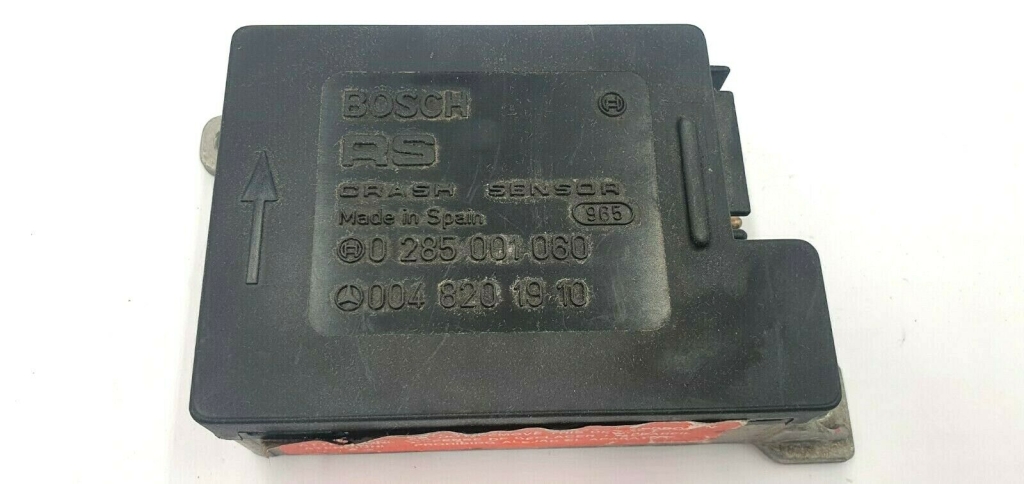 BOSCH
RS
CRASH SENSOR
Made in Spain 965
0 285 001 060
004 820 19 10